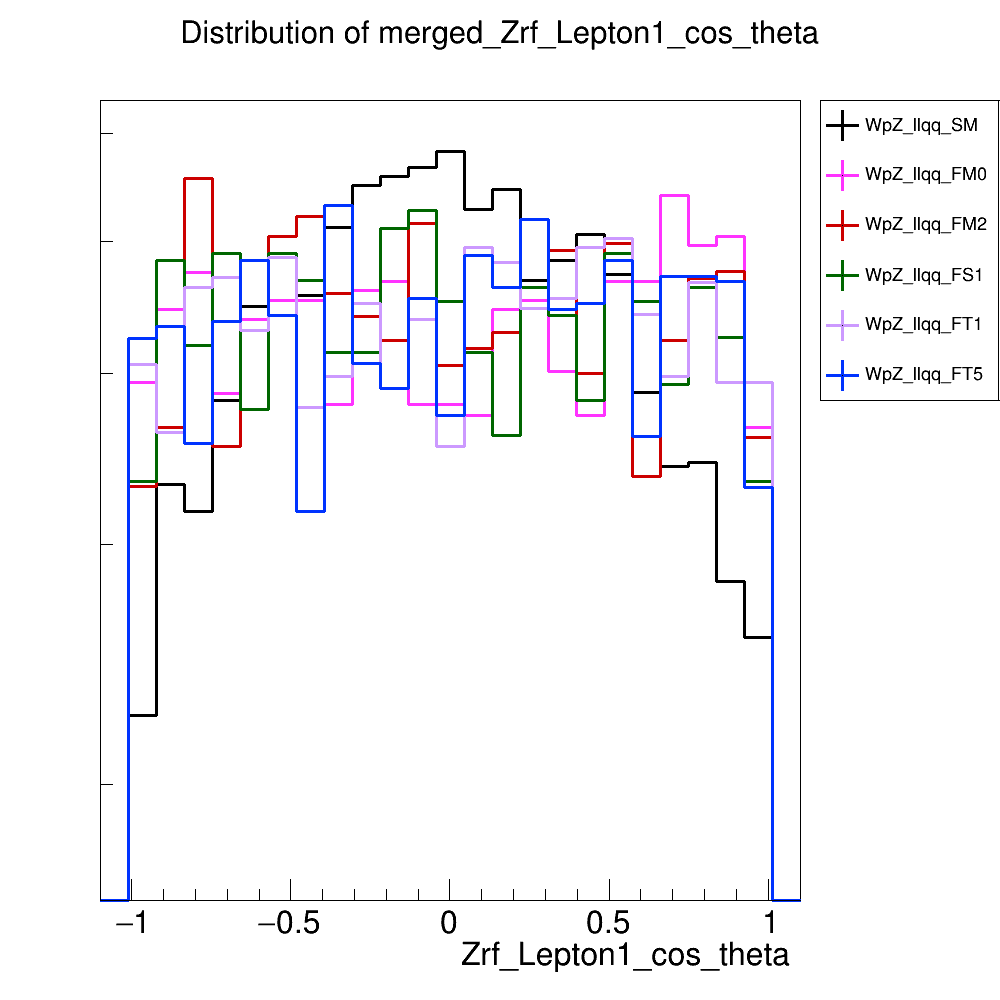 Distribution of merged_Zrf_Lepton1_cos_theta
WpZ_llqq_SM
WpZ_llqq_FM0
WpZ_llqq_FM2
WpZ_llqq_FS1
WpZ_llqq_FT1
WpZ_llqq_FT5
−1 −0.5 0 0.5 1
Zrf_Lepton1_cos_theta